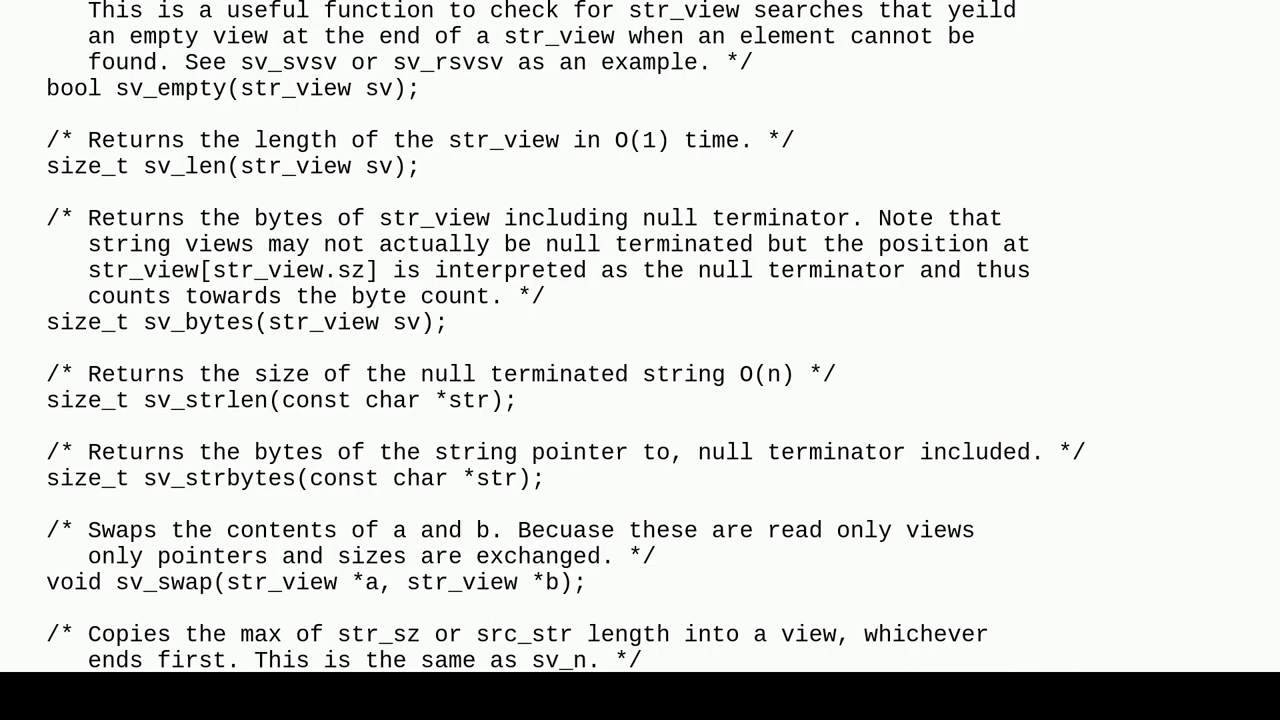 This is a useful function to check for str_view searches that yeild
an empty view at the end of a str_view when an element cannot be
found. See sv_svsv or sv_rsvsv as an example. */
bool sv_empty(str_view sv);
/* Returns the length of the str_view in O(1) time. */
size_t sv_len(str_view sv);
/* Returns the bytes of str_view including null terminator. Note that
string views may not actually be null terminated but the position at
str_view[str_view.sz] is interpreted as the null terminator and thus
counts towards the byte count. */
size_t sv_bytes(str_view sv);
/* Returns the size of the null terminated string O(n) */
size_t sv_strlen(const char *str);
/* Returns the bytes of the string pointer to, null terminator included. */
size_t sv_strbytes(const char *str);
/* Swaps the contents of a and b. Becuase these are read only views
only pointers and sizes are exchanged. */
void sv_swap(str_view *a, str_view *b);
/* Copies the max of str_sz or src_str length into a view, whichever
ends first. This is the same as sv_n. */